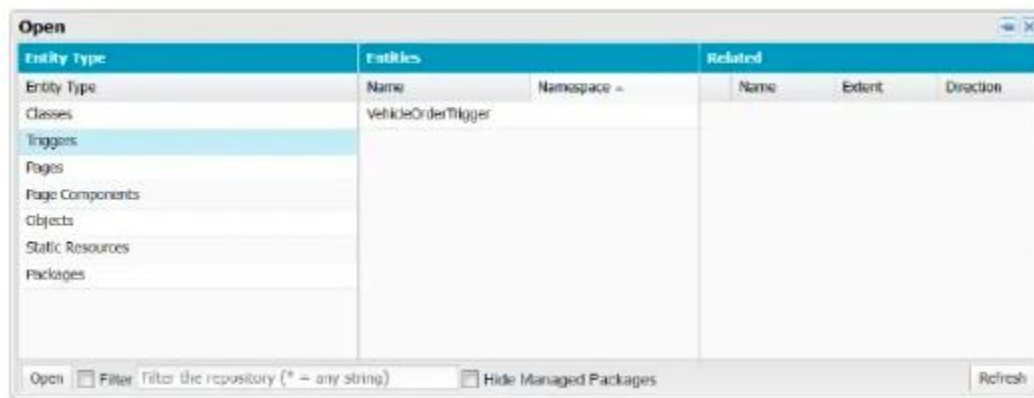 Open
Entity Type Entities Related
Entity Type Name Namespace Name Extent Direction
Classes VehicleOrderTrigger
Triggers
Pages
Page Components
Objects
Static Resources
Packages
Open Filter Filter the repository (* = any string) Hide Managed Packages Refresh